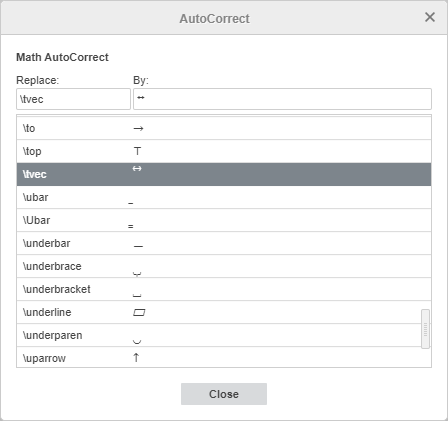 AutoCorrect
Math AutoCorrect
Replace: By:
\tvec ↔
\to →
\top ⊤
\tvec ↔
\ubar _
\Ubar ‗
\underbar ▁
\underbrace ⏟
\underbracket ⎵
\underline ▱
\underparen ⏝
\uparrow ↑
Close